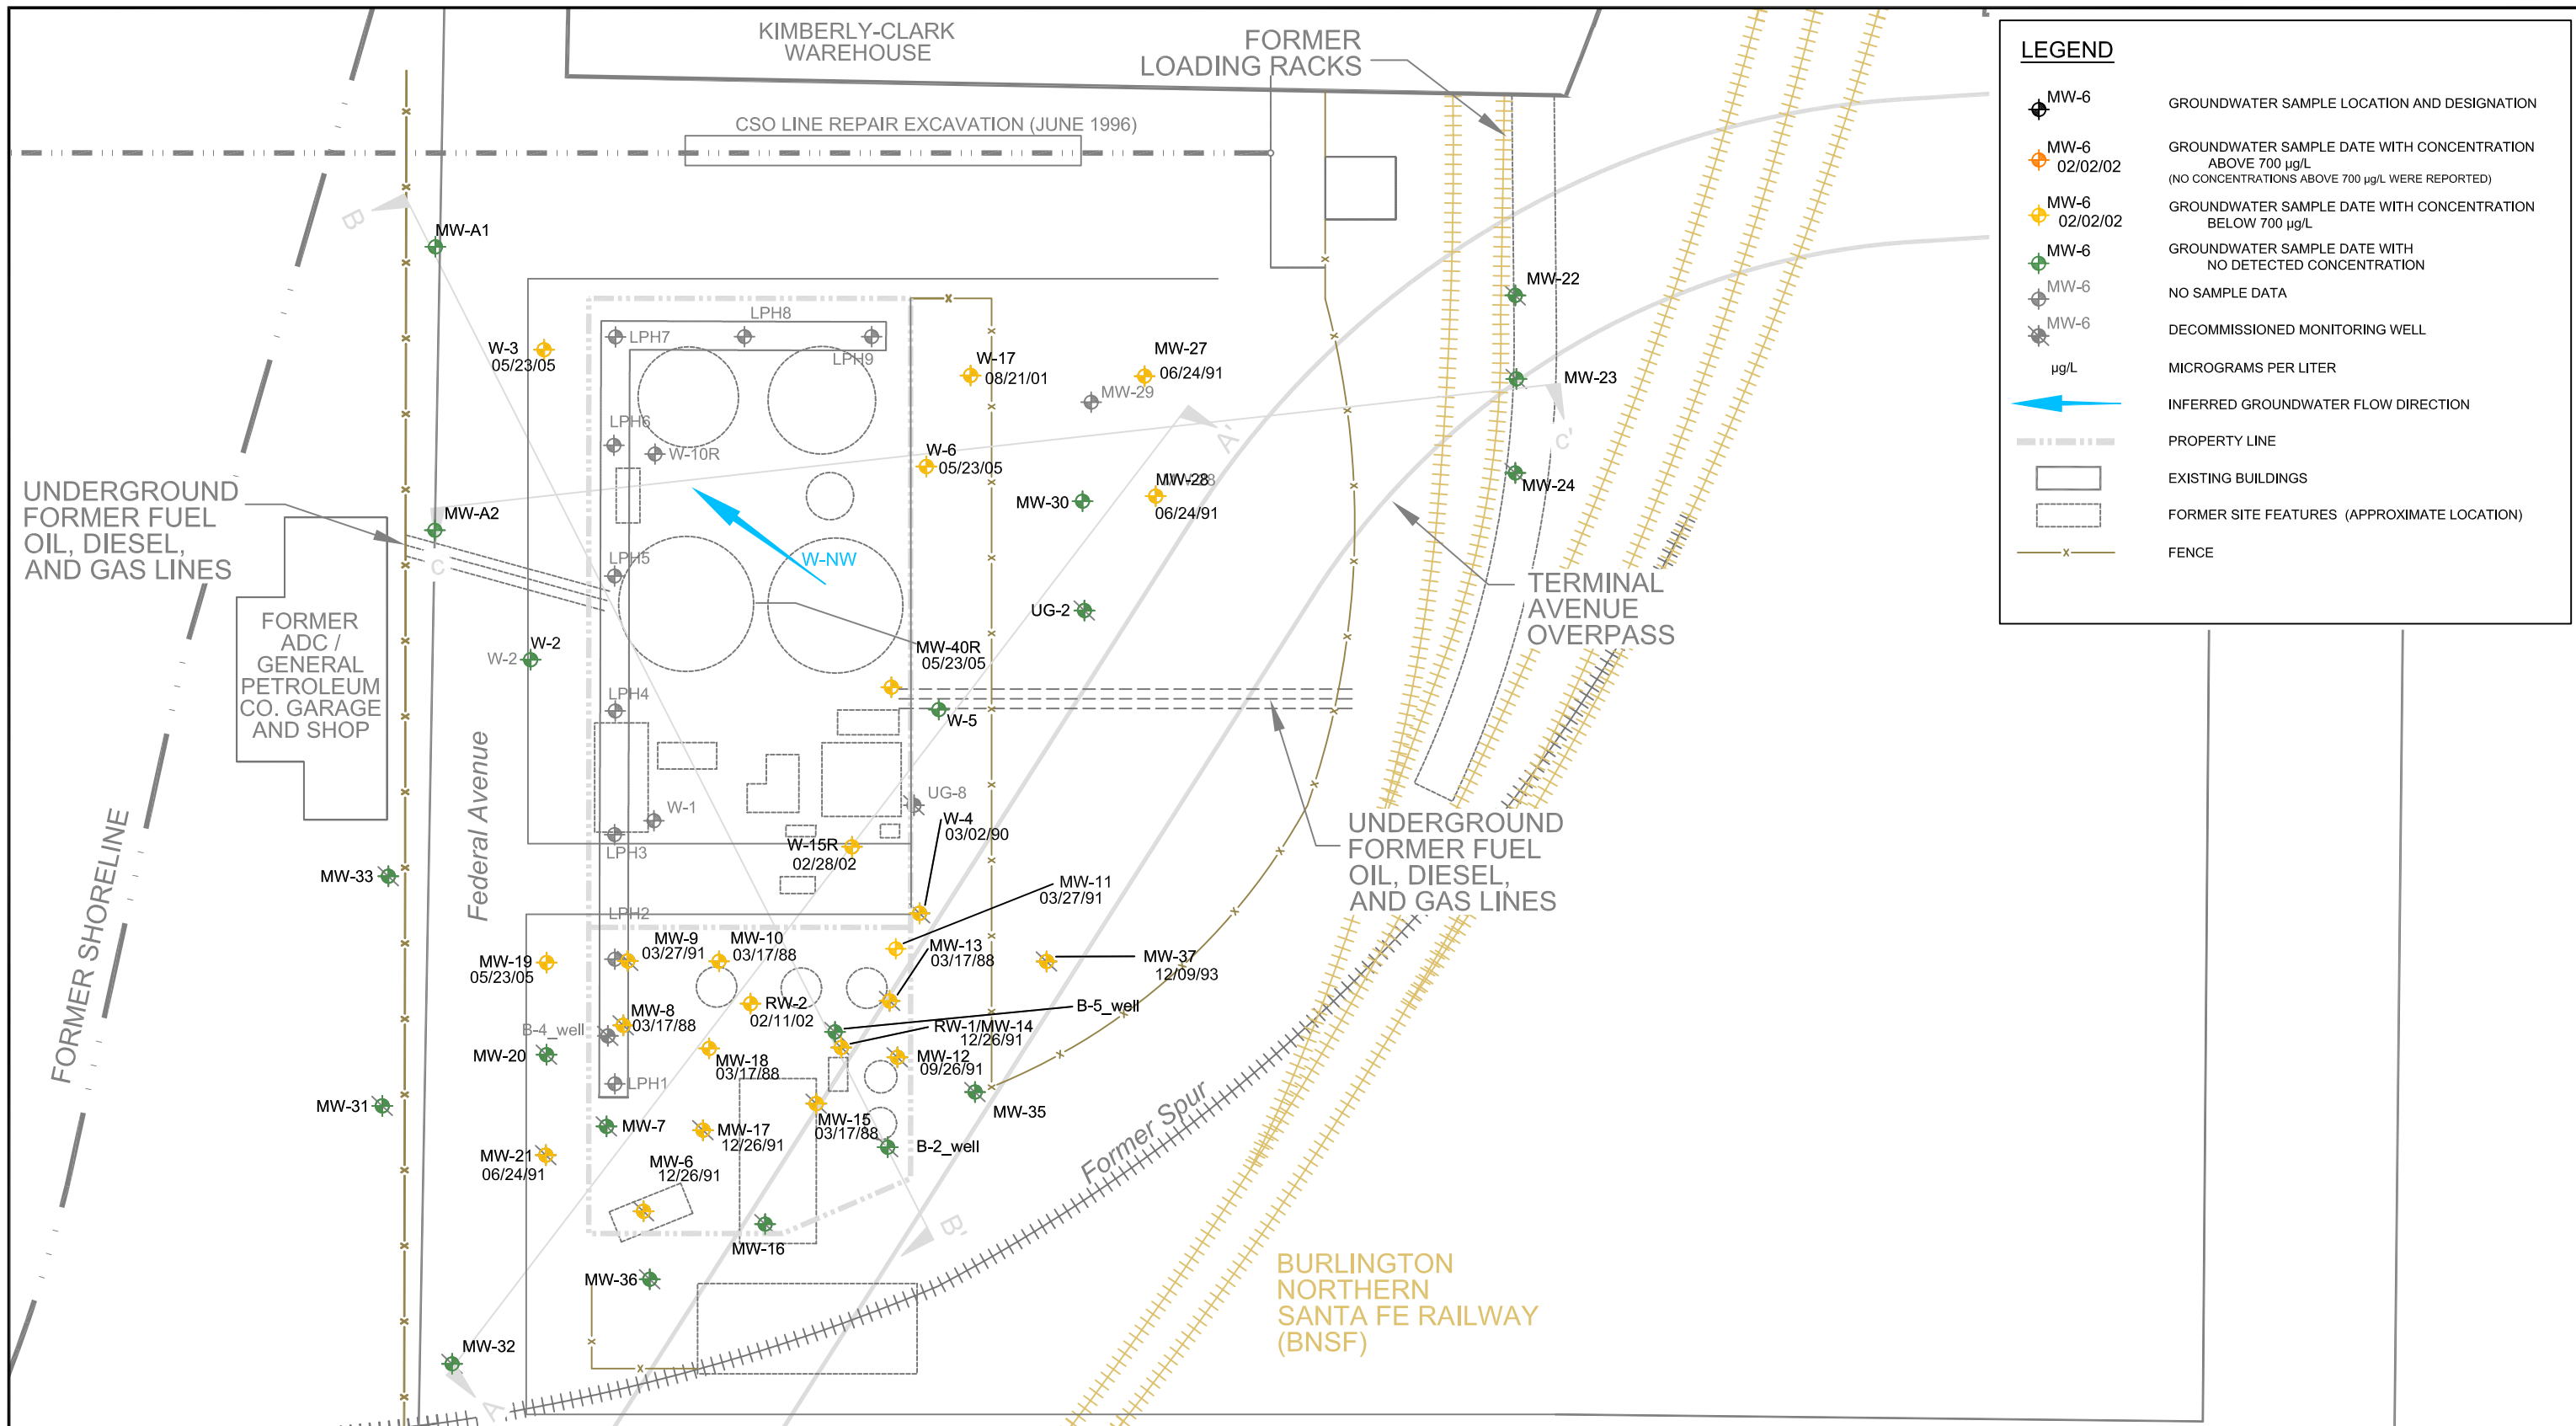 KIMBERLY-CLARK
WAREHOUSE
FORMER
LOADING RACKS
CSO LINE REPAIR EXCAVATION (JUNE 1996)
LEGEND
MW-6
GROUNDWATER SAMPLE LOCATION AND DESIGNATION
MW-6
02/02/02
GROUNDWATER SAMPLE DATE WITH CONCENTRATION
ABOVE 700 µg/L
(NO CONCENTRATIONS ABOVE 700 µg/L WERE REPORTED)
MW-6
02/02/02
GROUNDWATER SAMPLE DATE WITH CONCENTRATION
BELOW 700 µg/L
MW-6
GROUNDWATER SAMPLE DATE WITH
NO DETECTED CONCENTRATION
MW-6
NO SAMPLE DATA
MW-6
DECOMMISSIONED MONITORING WELL
µg/L
MICROGRAMS PER LITER
INFERRED GROUNDWATER FLOW DIRECTION
PROPERTY LINE
EXISTING BUILDINGS
FORMER SITE FEATURES (APPROXIMATE LOCATION)
x
FENCE
B
MW-A1
MW-22
LPH7
LPH8
LPH9
W-3
05/23/05
W-17
08/21/01
MW-27
06/24/91
MW-29
MW-23
A'
C'
LPH6
W-10R
W-6
05/23/05
MW-28
06/24/91
MW-30
MW-24
UNDERGROUND
FORMER FUEL
OIL, DIESEL,
AND GAS LINES
MW-A2
C
LPH5
W-NW
UG-2
TERMINAL
AVENUE
OVERPASS
FORMER
ADC /
GENERAL
PETROLEUM
CO. GARAGE
AND SHOP
W-2
W-2
MW-40R
05/23/05
LPH4
W-5
Federal Avenue
FORMER SHORELINE
W-1
UG-8
W-4
03/02/90
LPH3
W-15R
02/28/02
UNDERGROUND
FORMER FUEL
OIL, DIESEL,
AND GAS LINES
MW-33
MW-11
03/27/91
LPH2
MW-9
03/27/91
MW-10
03/17/88
MW-13
03/17/88
MW-37
12/09/93
MW-19
05/23/05
RW-2
02/11/02
B-5_well
MW-8
03/17/88
B-4_well
RW-1/MW-14
12/26/91
MW-20
MW-18
03/17/88
MW-12
09/26/91
LPH1
MW-31
MW-35
MW-7
MW-17
12/26/91
MW-15
03/17/88
B-2_well
MW-21
06/24/91
MW-6
12/26/91
Former Spur
B'
MW-16
MW-36
BURLINGTON
NORTHERN
SANTA FE RAILWAY
(BNSF)
MW-32
A